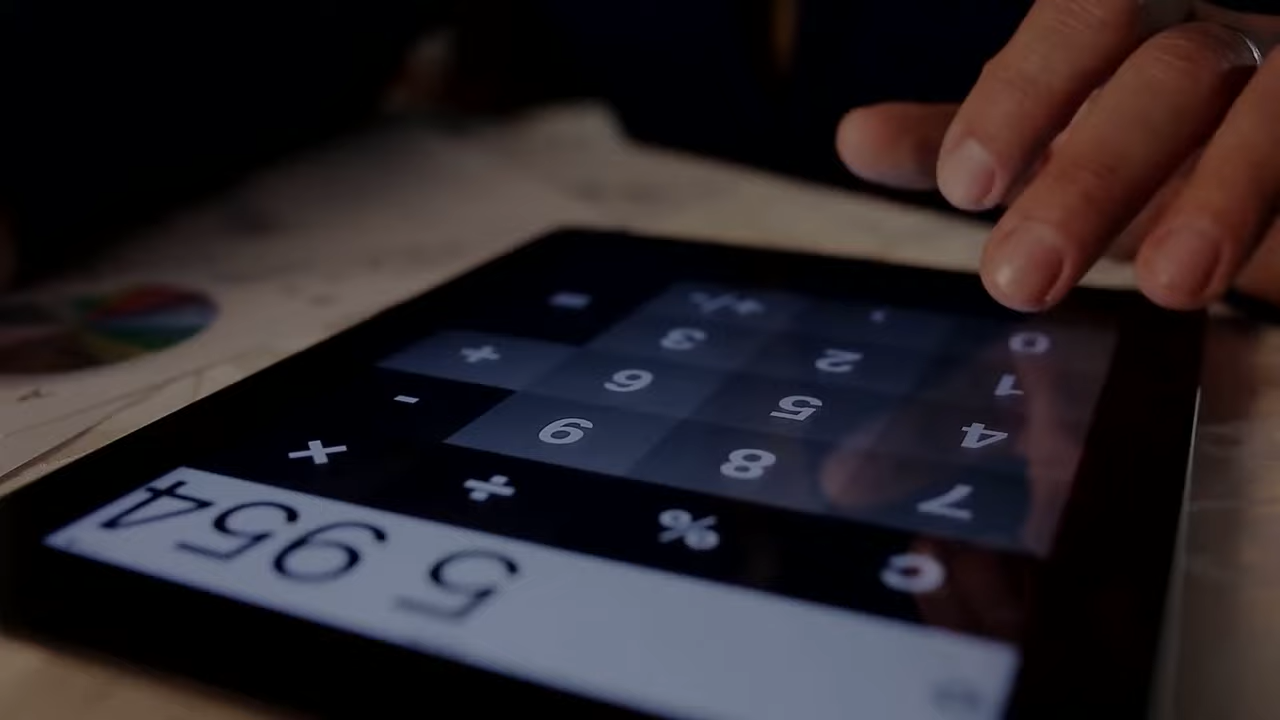 5 954
C % ÷ ×
7 8 9 -
4 5 6 +
1 2 3 =
0 . +/-